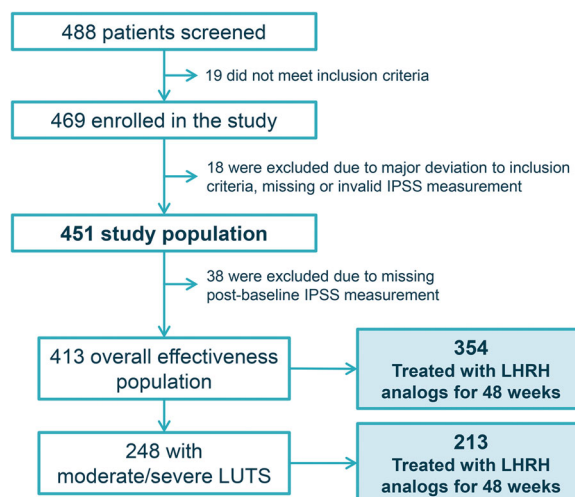 488 patients screened
19 did not meet inclusion criteria
469 enrolled in the study
18 were excluded due to major deviation to inclusion
criteria, missing or invalid IPSS measurement
451 study population
38 were excluded due to missing
post-baseline IPSS measurement
413 overall effectiveness
population
354
Treated with LHRH
analogs for 48 weeks
248 with
moderate/severe LUTS
213
Treated with LHRH
analogs for 48 weeks